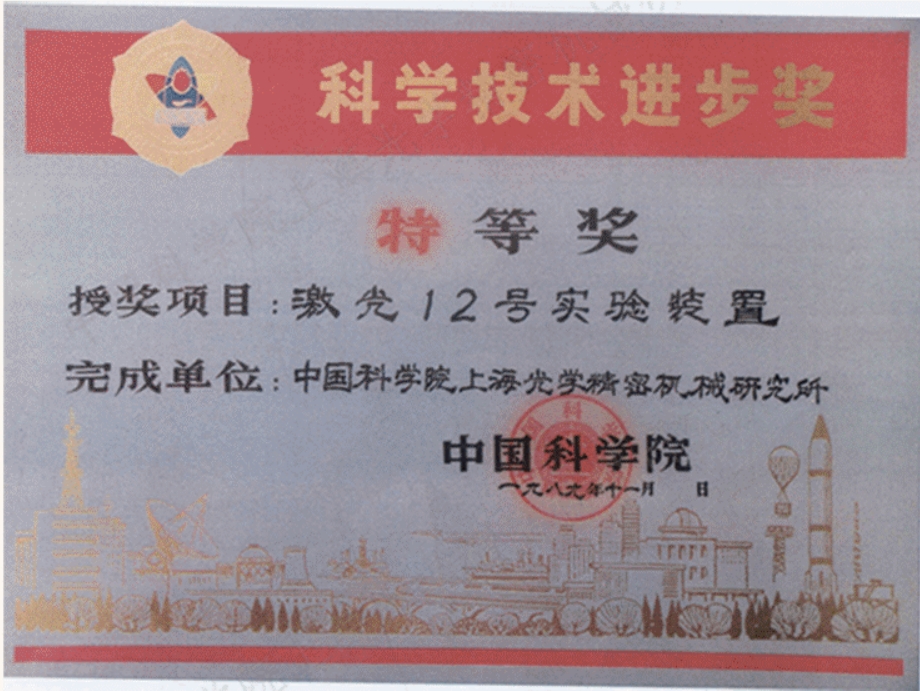 科学技术进步奖
特等奖
授奖项目:激光12号实验装置
完成单位:中国科学院上海光学精密机械研究所
中国科学院
一九八九年十一月 日